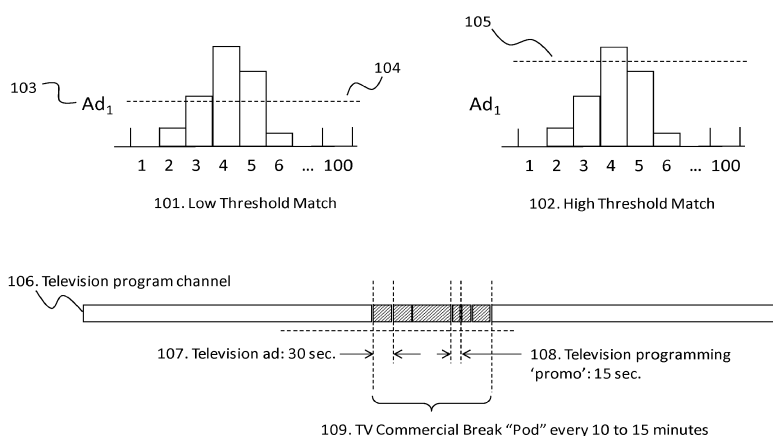 105
103
104
Ad1
Ad1
1 2 3 4 5 6 ... 100
1 2 3 4 5 6 ... 100
101. Low Threshold Match
102. High Threshold Match
106. Television program channel
107. Television ad: 30 sec.
108. Television programming
‘promo’: 15 sec.
109. TV Commercial Break “Pod” every 10 to 15 minutes